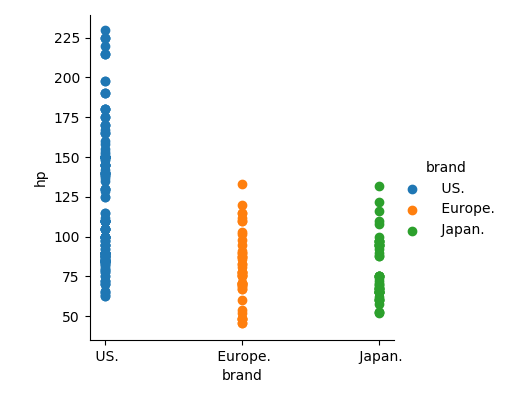 225
200
175
150
125
100
75
50
hp
US.
Europe.
Japan.
brand
brand
US.
Europe.
Japan.